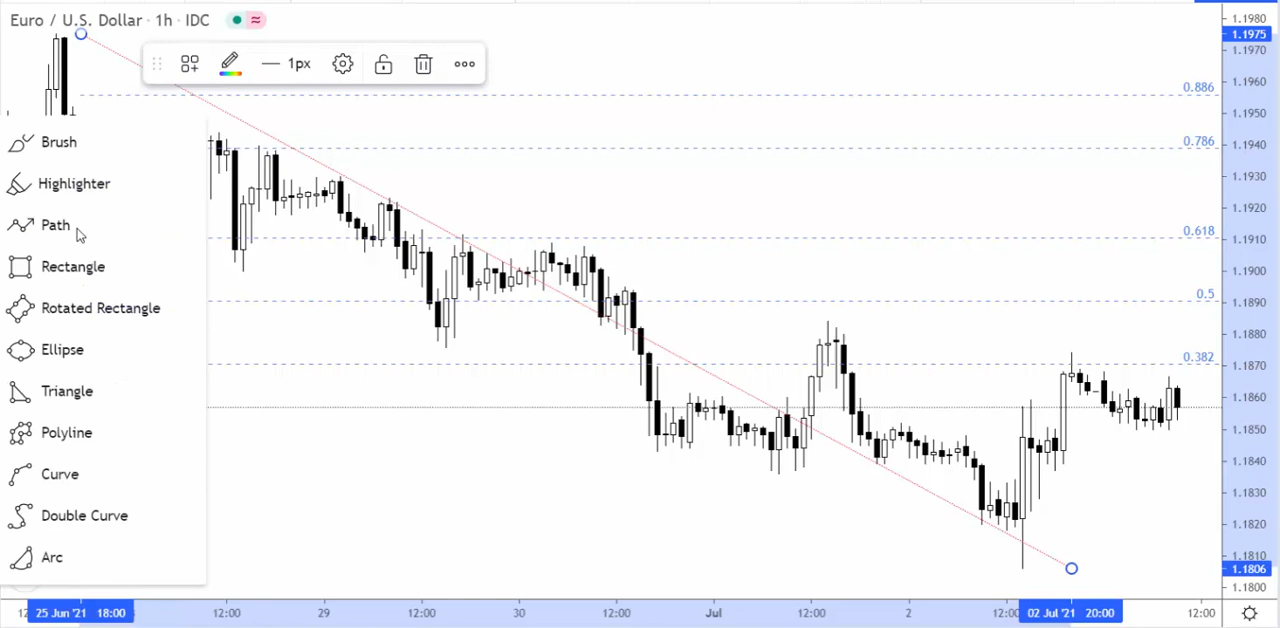 Euro / U.S. Dollar · 1h · IDC
1px
Brush
Highlighter
Path
Rectangle
Rotated Rectangle
Ellipse
Triangle
Polyline
Curve
Double Curve
Arc
0.886
0.786
0.618
0.5
0.382
1.1980
1.1975
1.1970
1.1960
1.1950
1.1940
1.1930
1.1920
1.1910
1.1900
1.1890
1.1880
1.1870
1.1860
1.1850
1.1840
1.1830
1.1820
1.1810
1.1806
1.1800
25 Jun '21 18:00 12:00 29 12:00 30 12:00 Jul 12:00 2 12:00 02 Jul '21 20:00 12:00